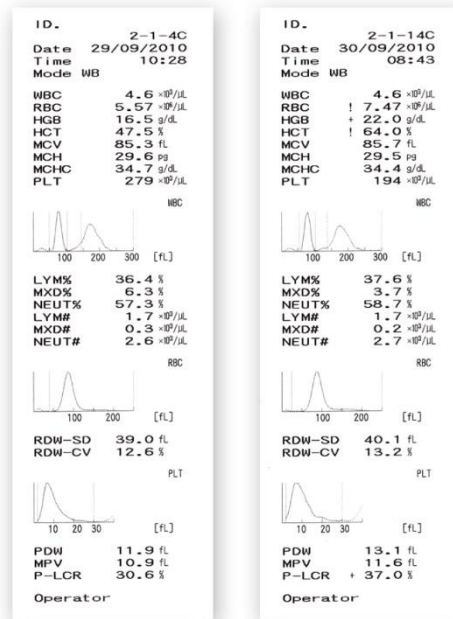 ID.
2-1-4C
Date 29/09/2010
Time 10:28
Mode WB
WBC 4.6 ×10³/µL
RBC 5.57 ×10⁶/µL
HGB 16.5 g/dL
HCT 47.5 %
MCV 85.3 fL
MCH 29.6 pg
MCHC 34.7 g/dL
PLT 279 ×10³/µL
WBC
100 200 300 [fL]
LYM% 36.4 %
MXD% 6.3 %
NEUT% 57.3 %
LYM# 1.7 ×10³/µL
MXD# 0.3 ×10³/µL
NEUT# 2.6 ×10³/µL
RBC
100 200 [fL]
RDW-SD 39.0 fL
RDW-CV 12.6 %
PLT
10 20 30 [fL]
PDW 11.9 fL
MPV 10.9 fL
P-LCR 30.6 %
Operator
ID.
2-1-14C
Date 30/09/2010
Time 08:43
Mode WB
WBC 4.6 ×10³/µL
RBC ! 7.47 ×10⁶/µL
HGB + 22.0 g/dL
HCT ! 64.0 %
MCV 85.7 fL
MCH 29.5 pg
MCHC 34.4 g/dL
PLT 194 ×10³/µL
WBC
100 200 300 [fL]
LYM% 37.6 %
MXD% 3.7 %
NEUT% 58.7 %
LYM# 1.7 ×10³/µL
MXD# 0.2 ×10³/µL
NEUT# 2.7 ×10³/µL
RBC
100 200 [fL]
RDW-SD 40.1 fL
RDW-CV 13.2 %
PLT
10 20 30 [fL]
PDW 13.1 fL
MPV 11.6 fL
P-LCR + 37.0 %
Operator